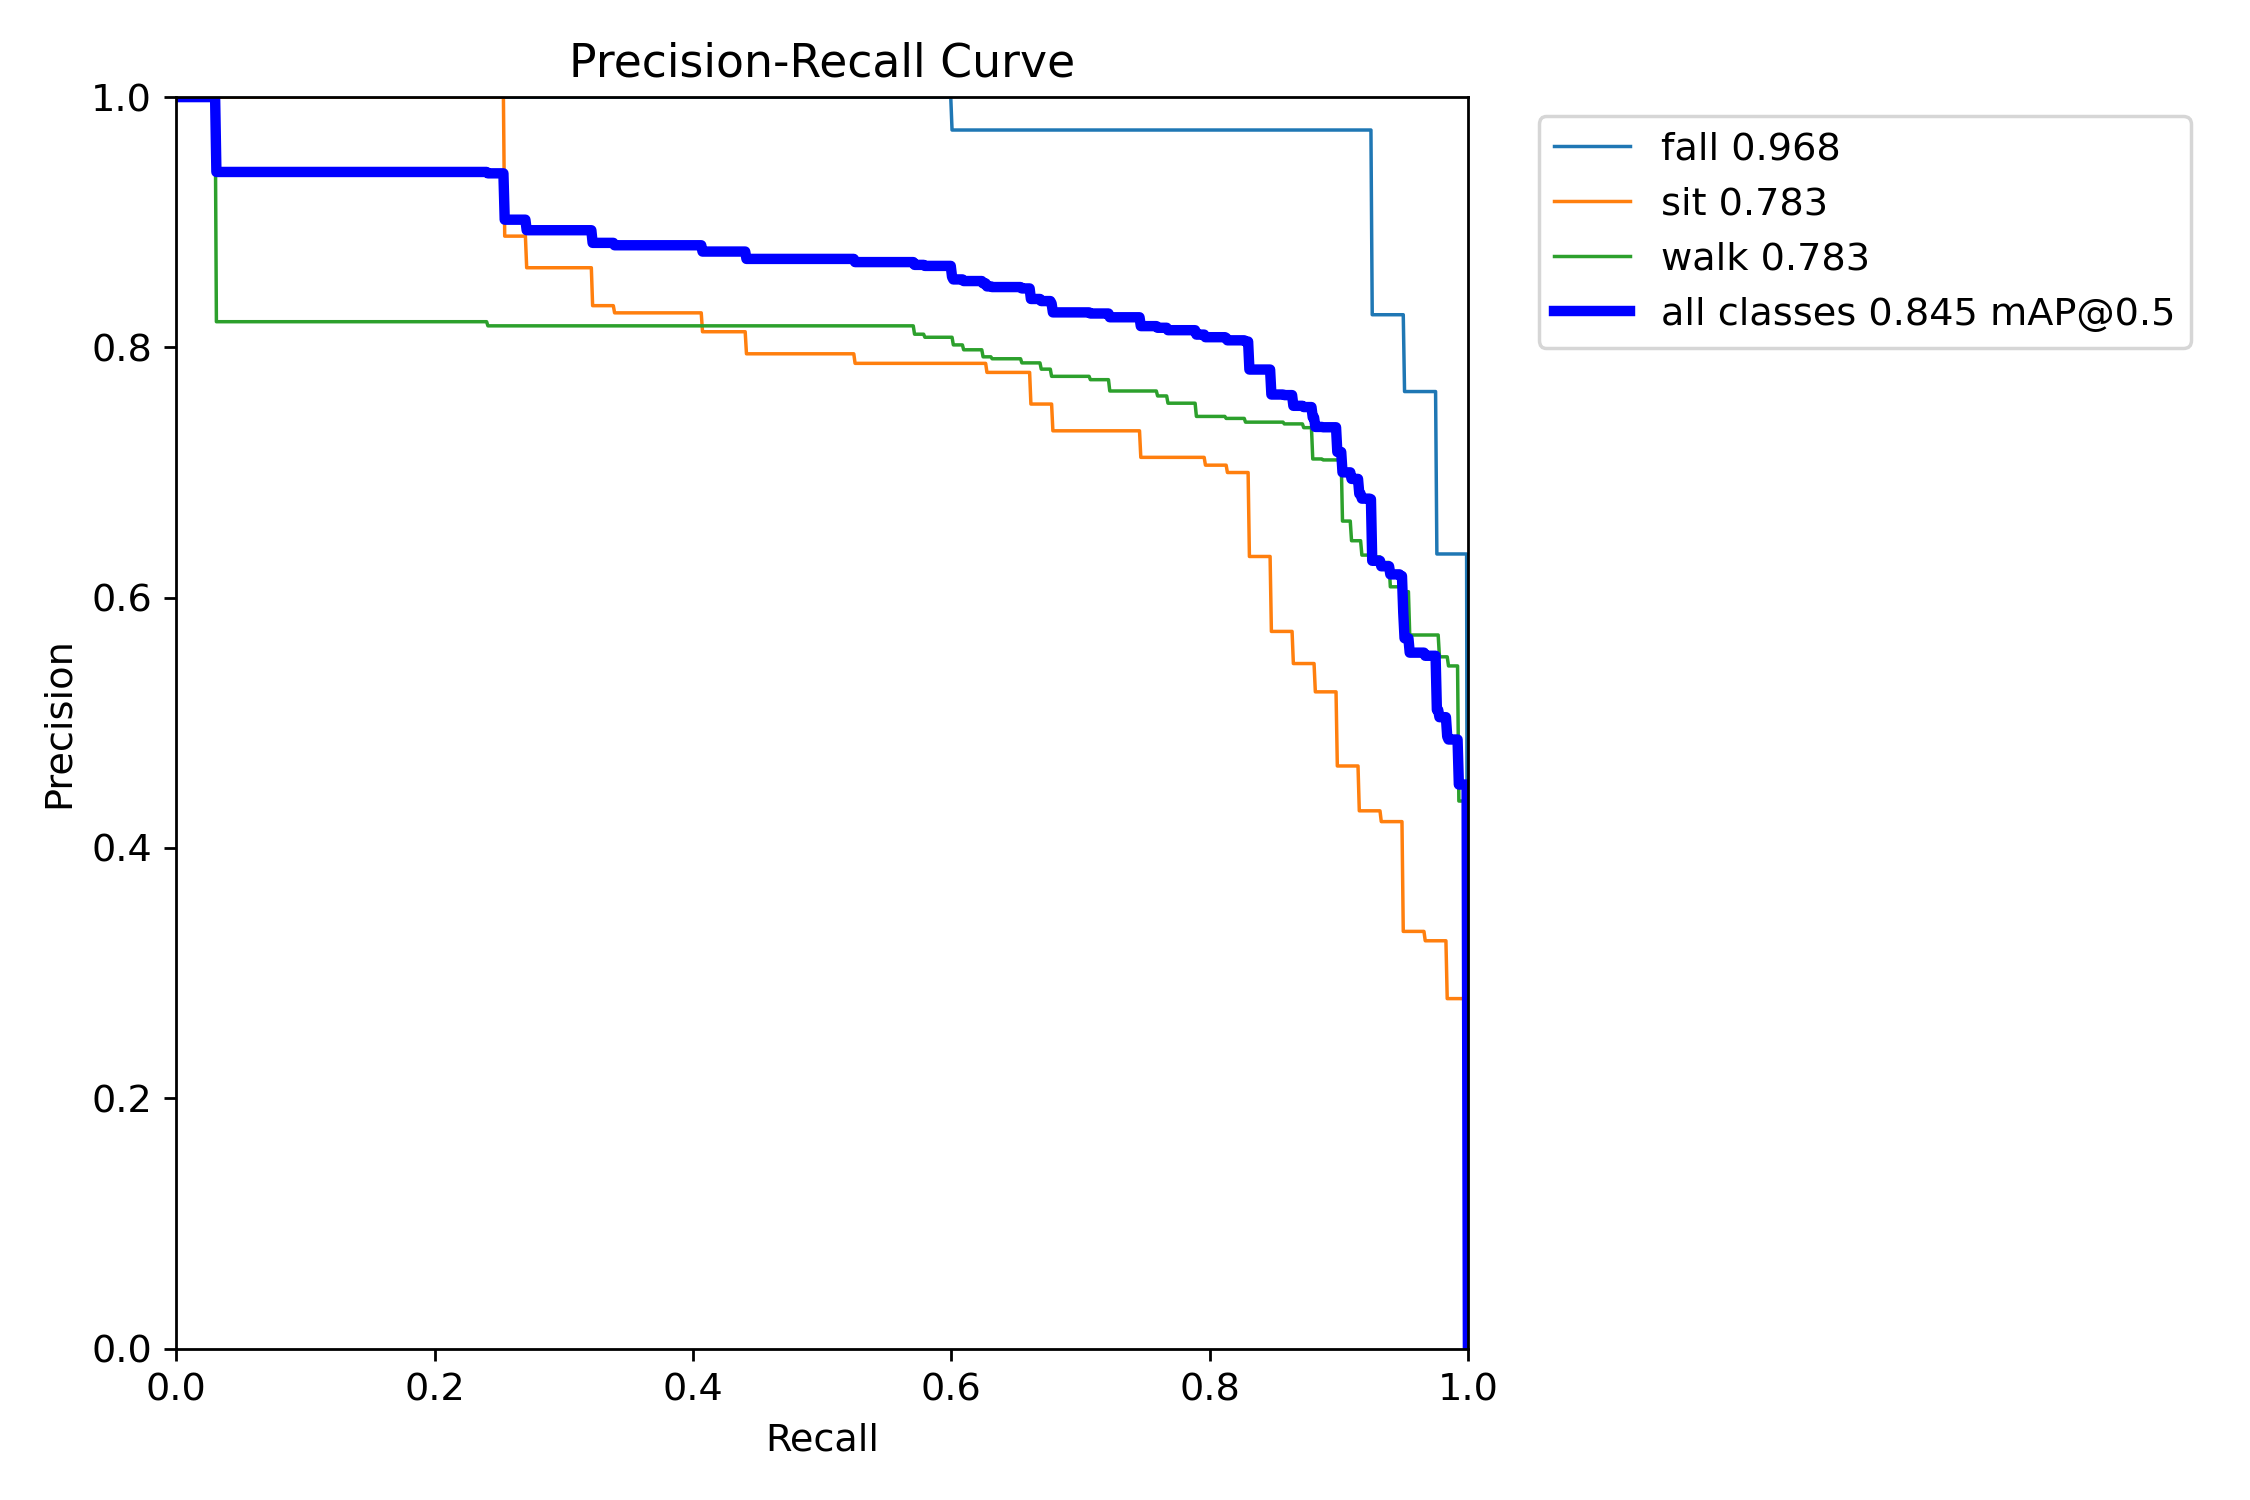 Precision-Recall Curve
1.0
0.8
0.6
0.4
0.2
0.0
Precision
0.0 0.2 0.4 0.6 0.8 1.0
Recall
fall 0.968
sit 0.783
walk 0.783
all classes 0.845 mAP@0.5